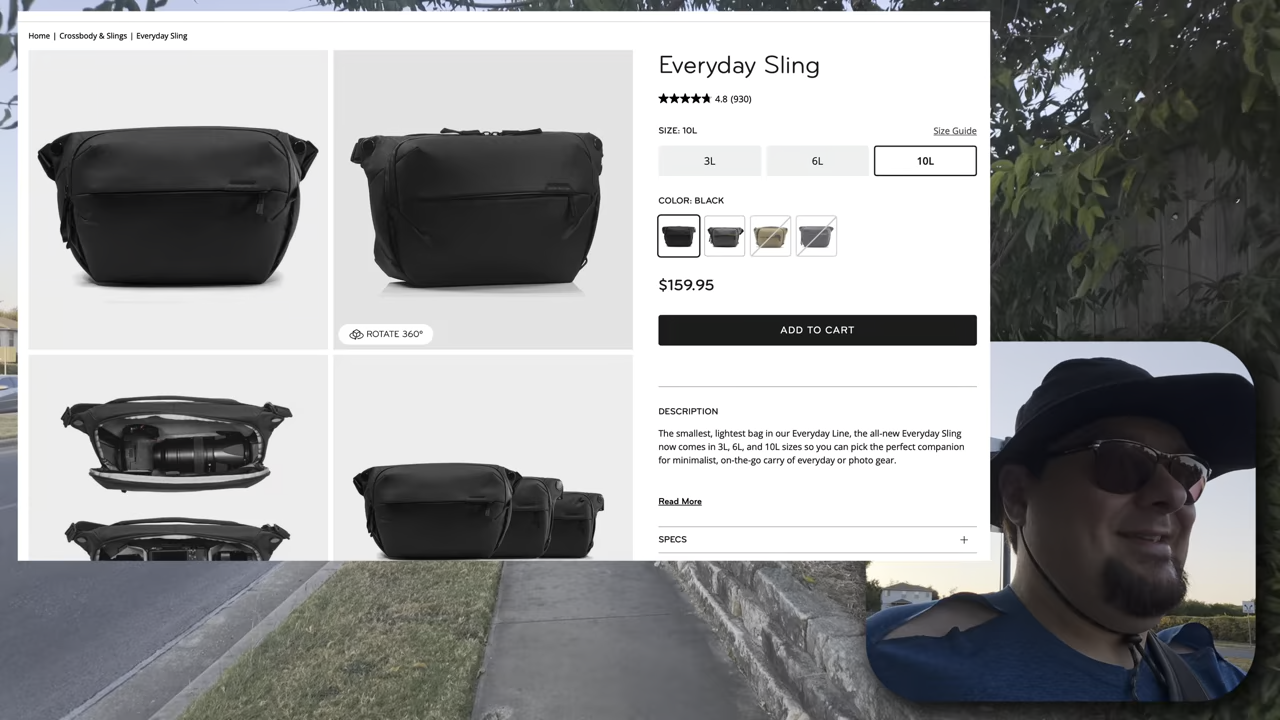 Home | Crossbody & Slings | Everyday Sling
Everyday Sling
4.8 (930)
SIZE: 10L
Size Guide
3L
6L
10L
COLOR: BLACK
$159.95
ROTATE 360°
ADD TO CART
DESCRIPTION
The smallest, lightest bag in our Everyday Line, the all-new Everyday Sling
now comes in 3L, 6L, and 10L sizes so you can pick the perfect companion
for minimalist, on-the-go carry of everyday or photo gear.
Read More
SPECS +